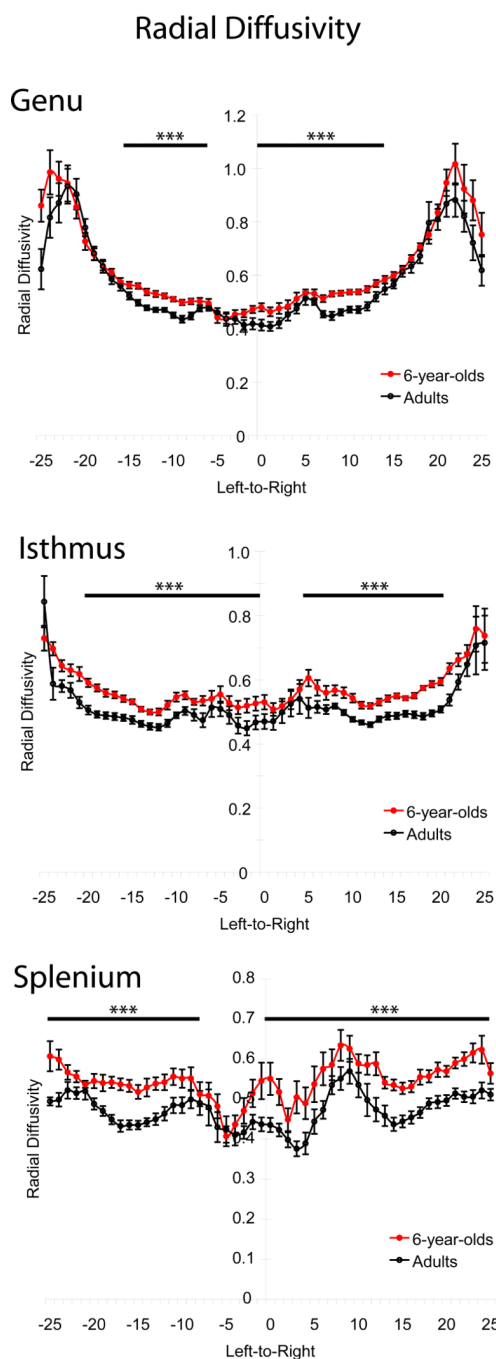 Radial Diffusivity
Genu
1.2
***
***
1.0
0.8
Radial Diffusivity
0.6
0.4
6-year-olds
0.2
Adults
0
-25 -20 -15 -10 -5 0 5 10 15 20 25
Left-to-Right
Isthmus
1.0
***
***
0.8
Radial Diffusivity
0.6
0.4
0.2
6-year-olds
Adults
0
-25 -20 -15 -10 -5 0 5 10 15 20 25
Left-to-Right
Splenium
0.8
***
***
0.7
0.6
Radial Diffusivity
0.5
0.4
0.3
0.2
6-year-olds
0.1
Adults
0
-25 -20 -15 -10 -5 0 5 10 15 20 25
Left-to-Right